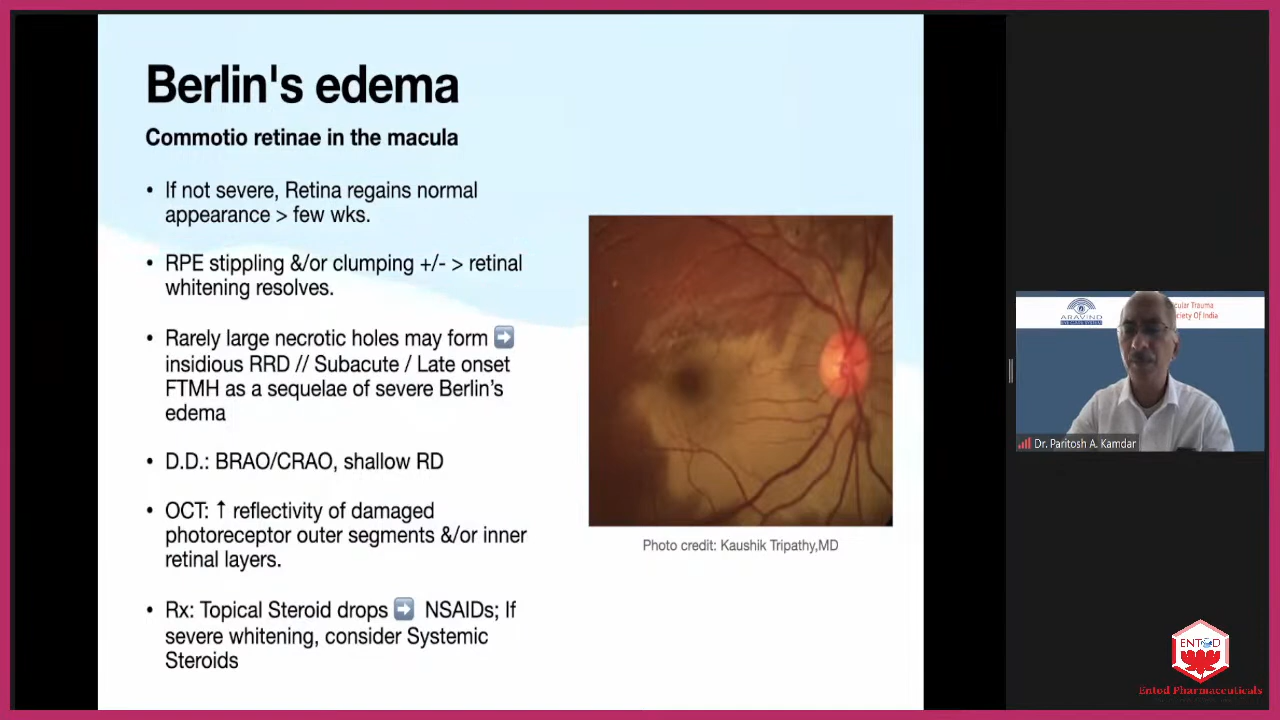 Berlin's edema
Commotio retinae in the macula
• If not severe, Retina regains normal
appearance > few wks.
• RPE stippling &/or clumping +/- > retinal
whitening resolves.
• Rarely large necrotic holes may form ➡
insidious RRD // Subacute / Late onset
FTMH as a sequelae of severe Berlin’s
edema
• D.D.: BRAO/CRAO, shallow RD
• OCT: ↑ reflectivity of damaged
photoreceptor outer segments &/or inner
retinal layers.
• Rx: Topical Steroid drops ➡ NSAIDs; If
severe whitening, consider Systemic
Steroids
Photo credit: Kaushik Tripathy,MD
ARAVIND
Trauma
Of India
Dr. Paritosh A. Kamdar
ENTOD
Entod Pharmaceuticals